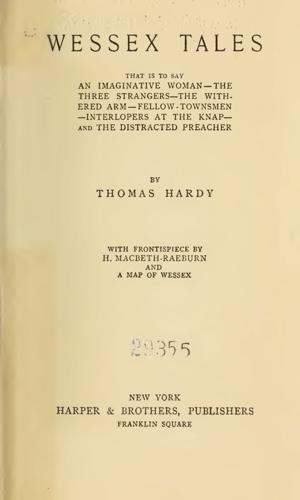 WESSEX TALES
THAT IS TO SAY
AN IMAGINATIVE WOMAN—THE
THREE STRANGERS—THE WITH-
ERED ARM—FELLOW-TOWNSMEN
—INTERLOPERS AT THE KNAP—
AND THE DISTRACTED PREACHER
BY
THOMAS HARDY
WITH FRONTISPIECE BY
H. MACBETH-RAEBURN
AND
A MAP OF WESSEX
29355
NEW YORK
HARPER & BROTHERS, PUBLISHERS
FRANKLIN SQUARE